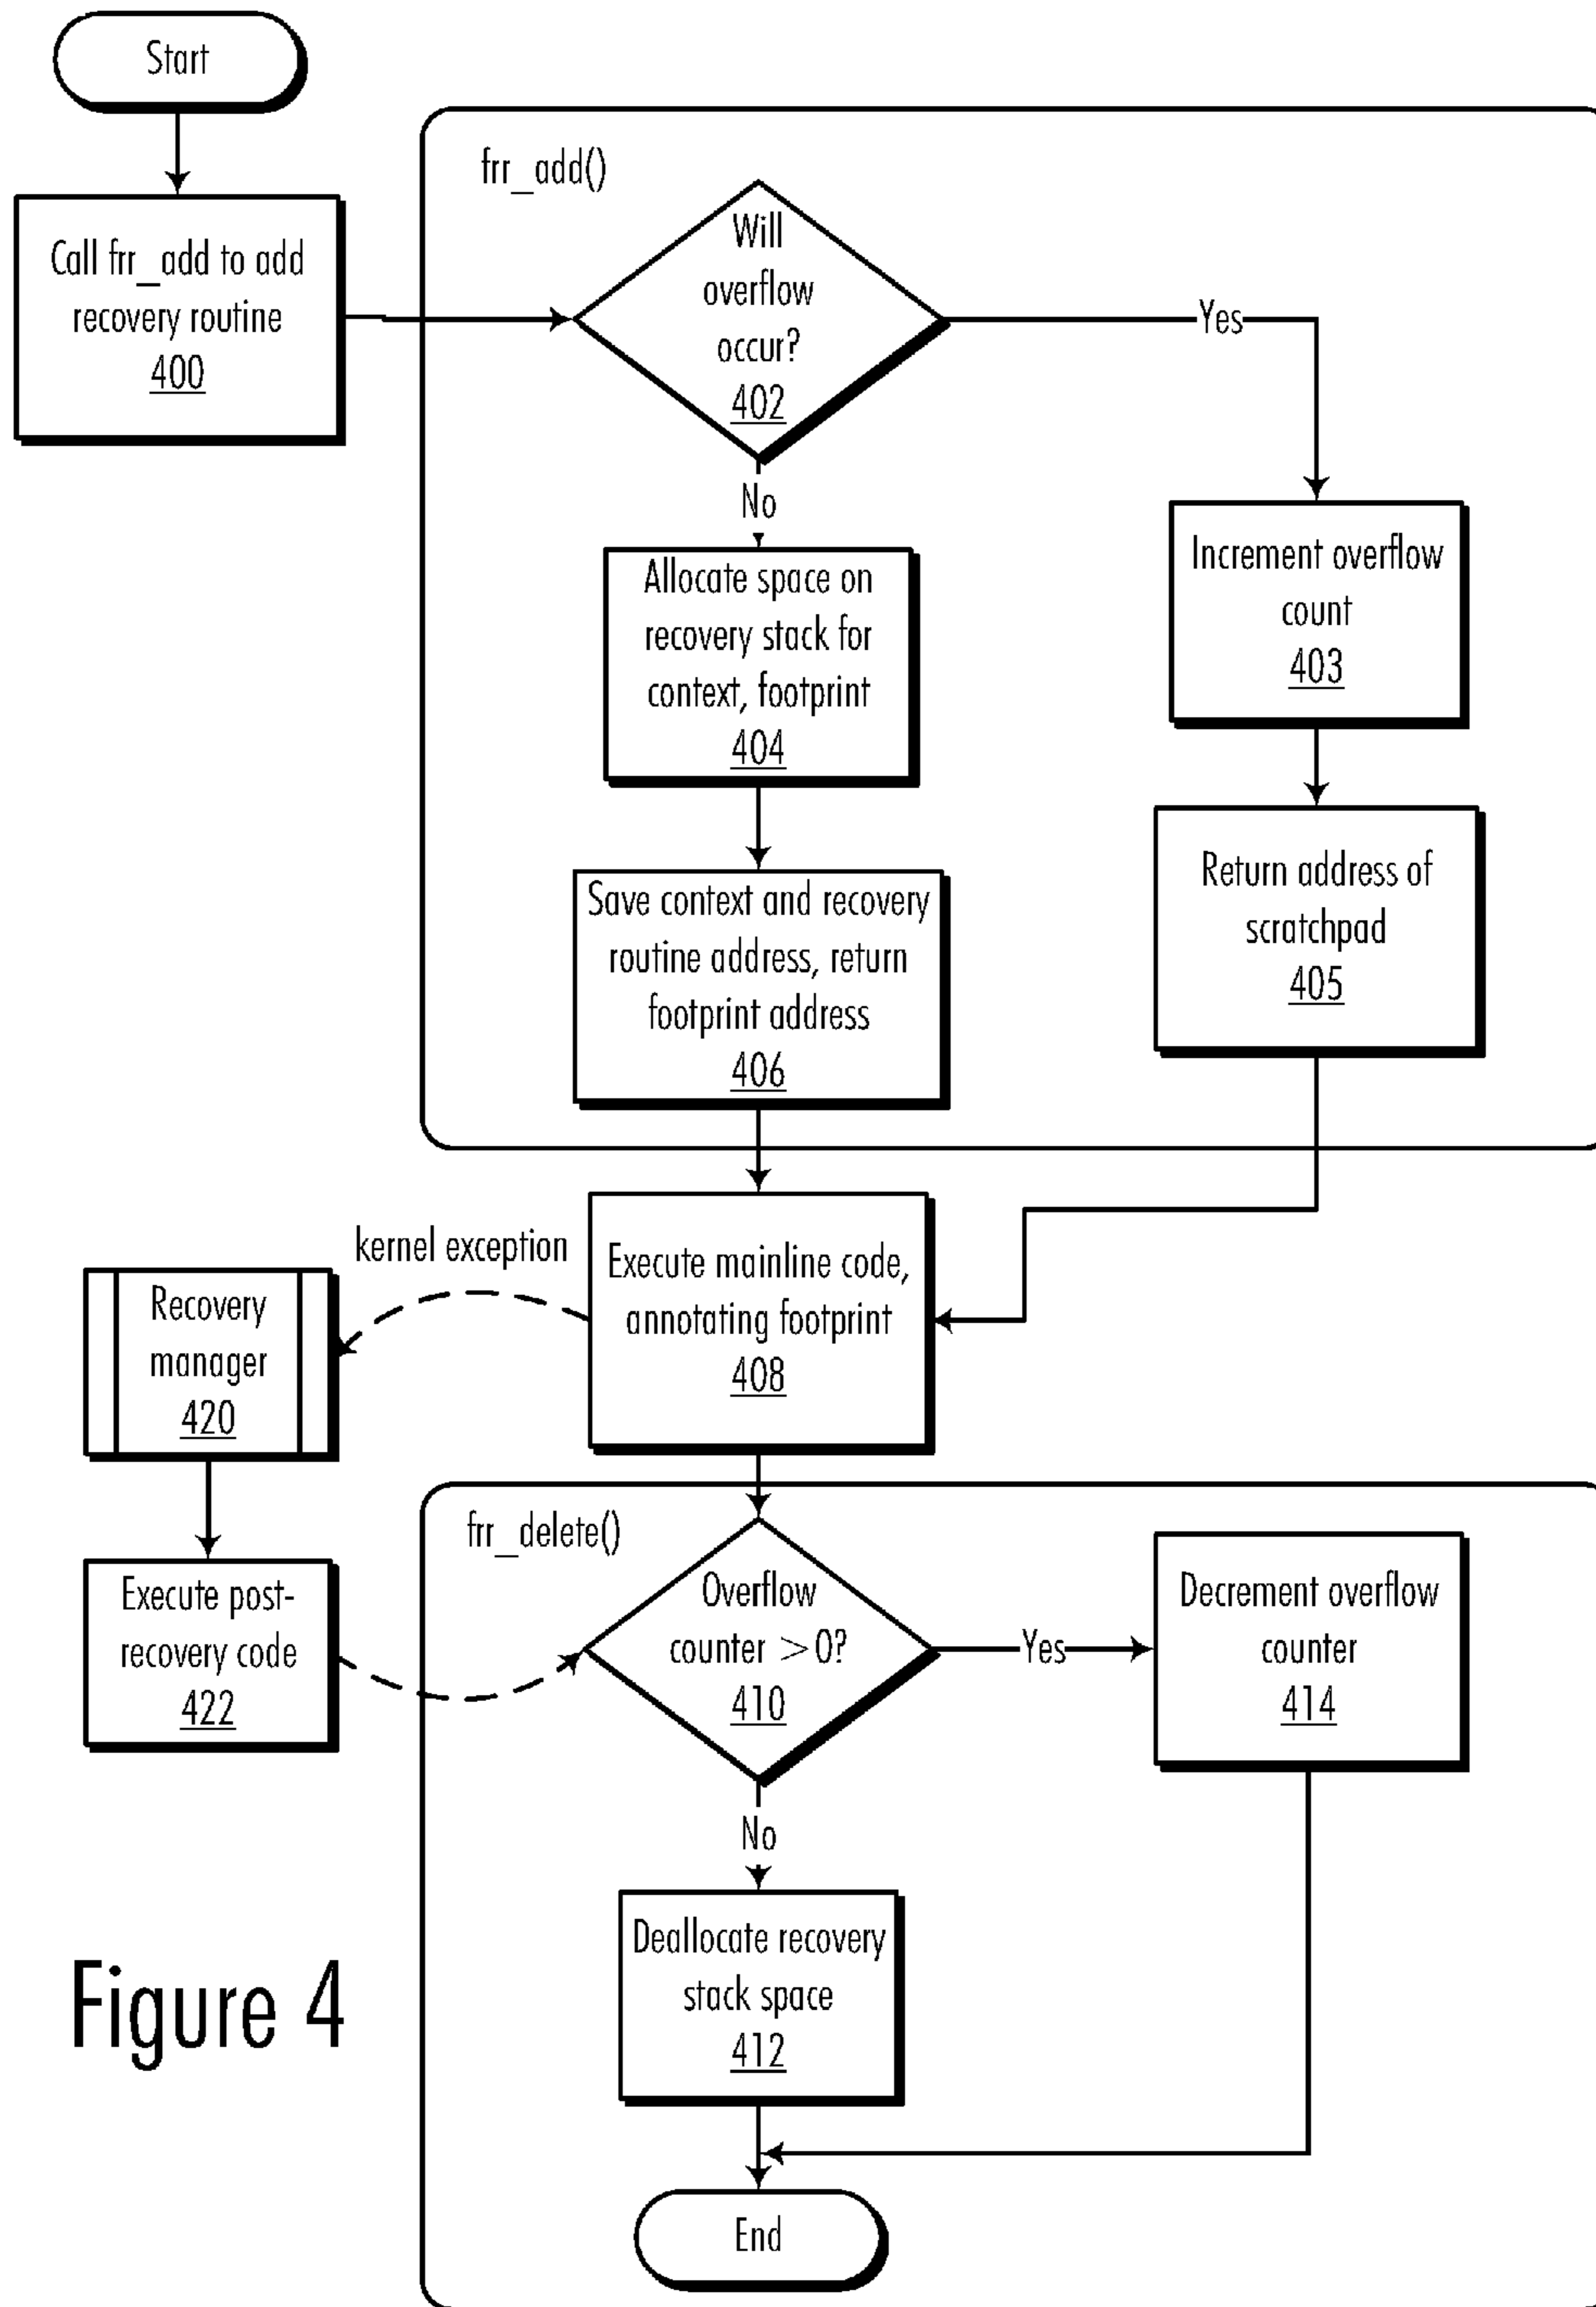 Start
Call frr_add to add
recovery routine
400
frr_add()
Will
overflow
occur?
402
Yes
No
Allocate space on
recovery stack for
context, footprint
404
Increment overflow
count
403
Save context and recovery
routine address, return
footprint address
406
Return address of
scratchpad
405
kernel exception
Execute mainline code,
annotating footprint
408
Recovery
manager
420
Execute post-
recovery code
422
frr_delete()
Overflow
counter >0?
410
Yes
Decrement overflow
counter
414
No
Deallocate recovery
stack space
412
End
Figure 4